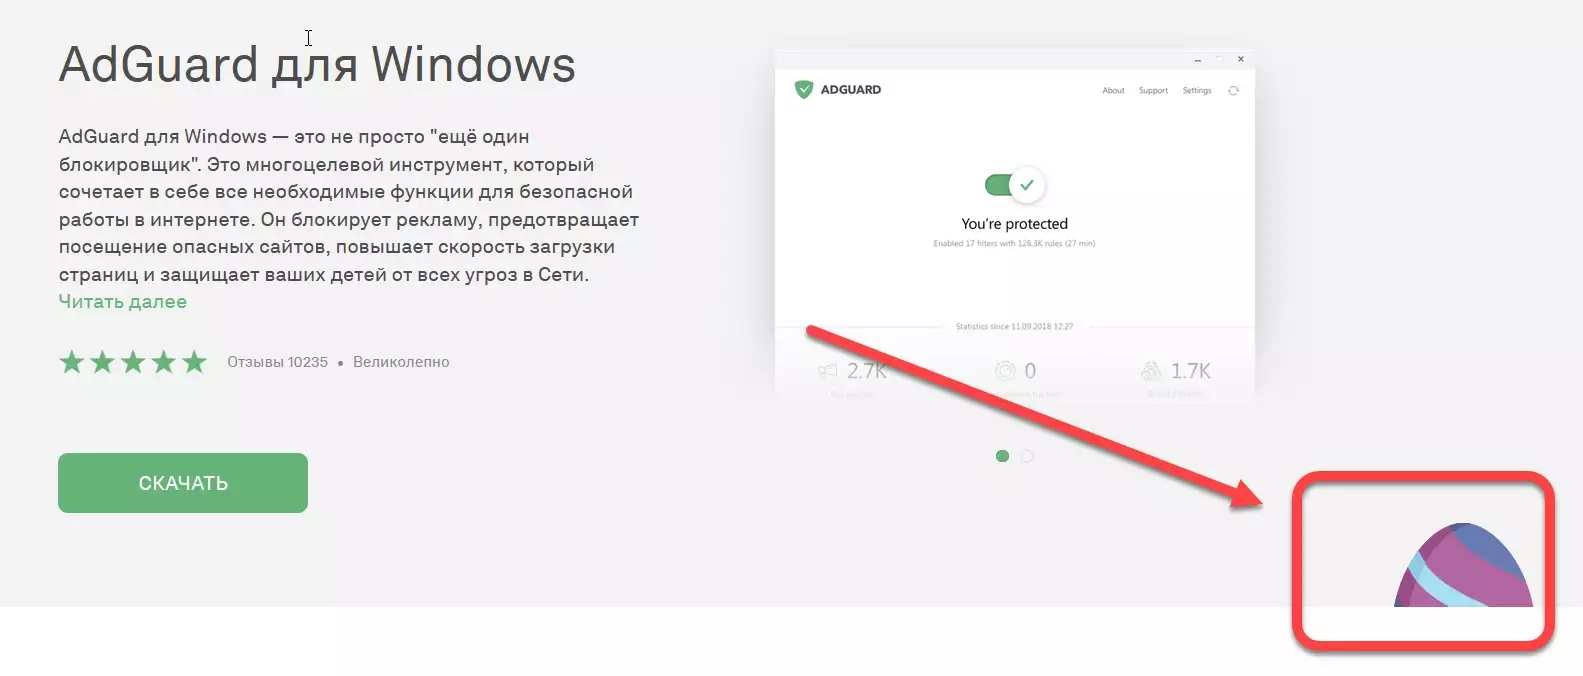 AdGuard для Windows
AdGuard для Windows — это не просто "ещё один
блокировщик". Это многоцелевой инструмент, который
сочетает в себе все необходимые функции для безопасной
работы в интернете. Он блокирует рекламу, предотвращает
посещение опасных сайтов, повышает скорость загрузки
страниц и защищает ваших детей от всех угроз в Сети.
Читать далее
Отзывы 10235 • Великолепно
СКАЧАТЬ
ADGUARD
About Support Settings
You're protected
Enabled 17 filters with 128.3K rules (27 min)
Statistics since 11.09.2018 12:27
2.7K 0 1.7K